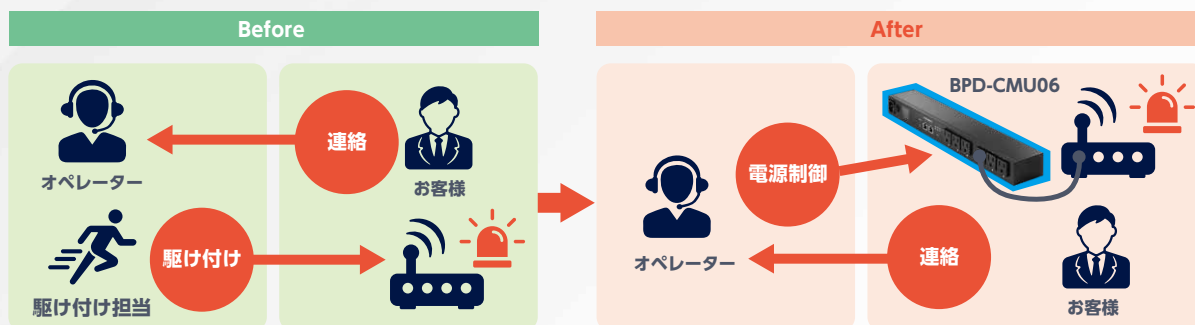 Before
連絡
オペレーター
お客様
駆け付け
駆け付け担当
After
BPD-CMU06
電源制御
オペレーター
連絡
お客様